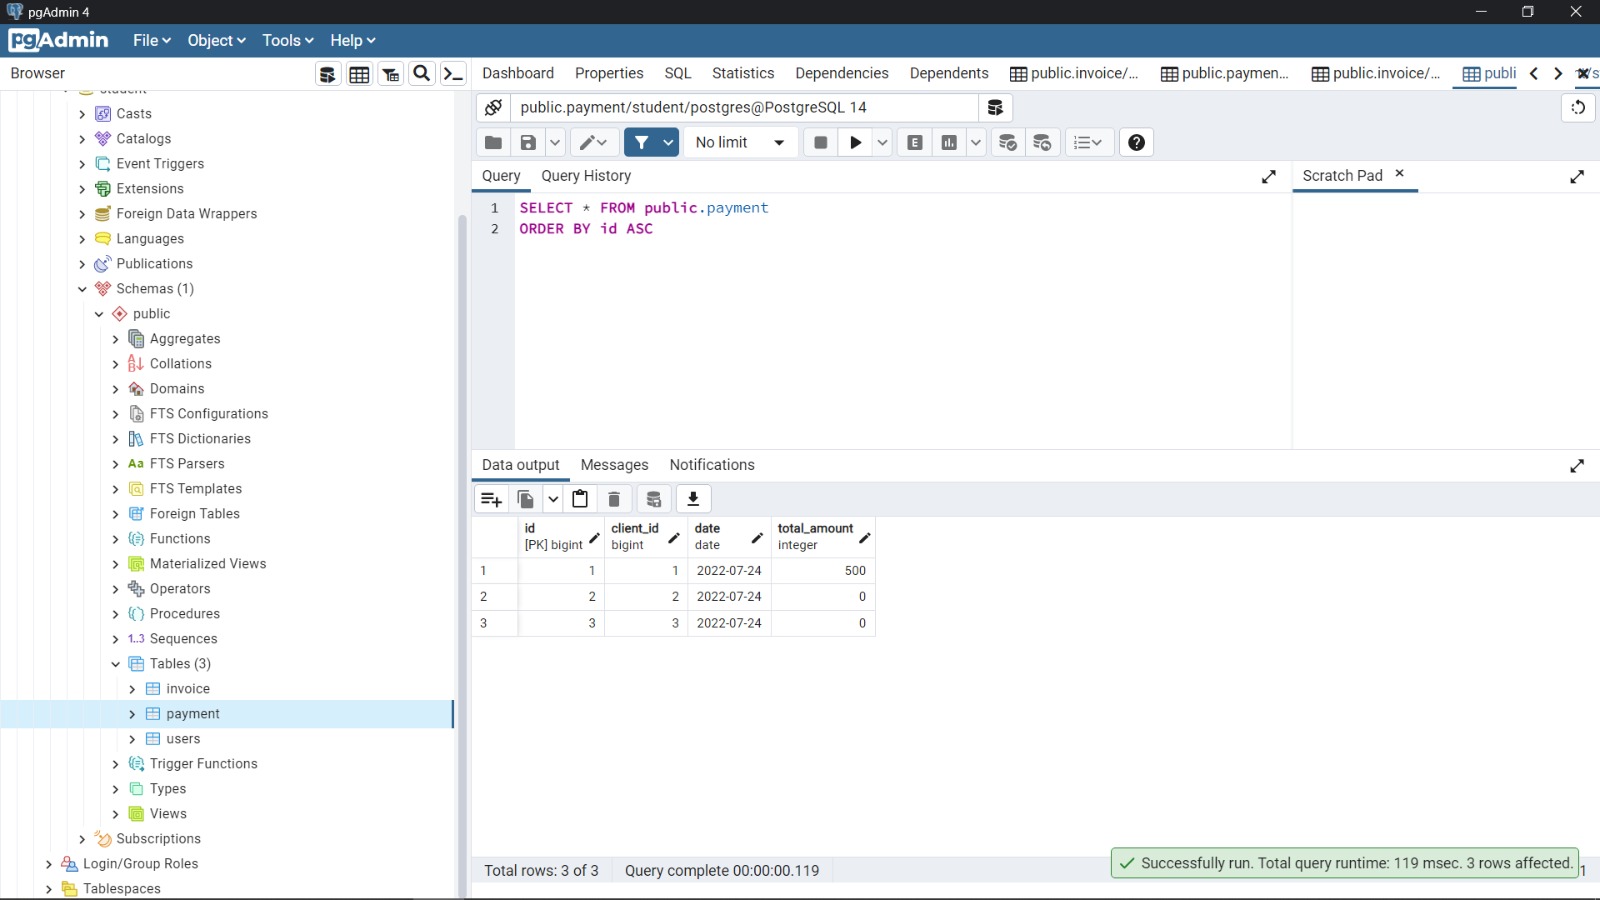 pgAdmin 4
pgAdmin File Object Tools Help
Browser
Dashboard Properties SQL Statistics Dependencies Dependents public.invoice/... public.paymen... public.invoice/... publi
public.payment/student/postgres@PostgreSQL 14
No limit
Query Query History
Scratch Pad
1 SELECT * FROM public.payment
2 ORDER BY id ASC
student
Casts
Catalogs
Event Triggers
Extensions
Foreign Data Wrappers
Languages
Publications
Schemas (1)
public
Aggregates
Collations
Domains
FTS Configurations
FTS Dictionaries
FTS Parsers
FTS Templates
Foreign Tables
Functions
Materialized Views
Operators
Procedures
1..3 Sequences
Tables (3)
invoice
payment
users
Trigger Functions
Types
Views
Subscriptions
Login/Group Roles
Tablespaces
Data output Messages Notifications
id client_id date total_amount
[PK] bigint bigint date integer
1 1 1 2022-07-24 500
2 2 2 2022-07-24 0
3 3 3 2022-07-24 0
Total rows: 3 of 3 Query complete 00:00:00.119
Successfully run. Total query runtime: 119 msec. 3 rows affected.